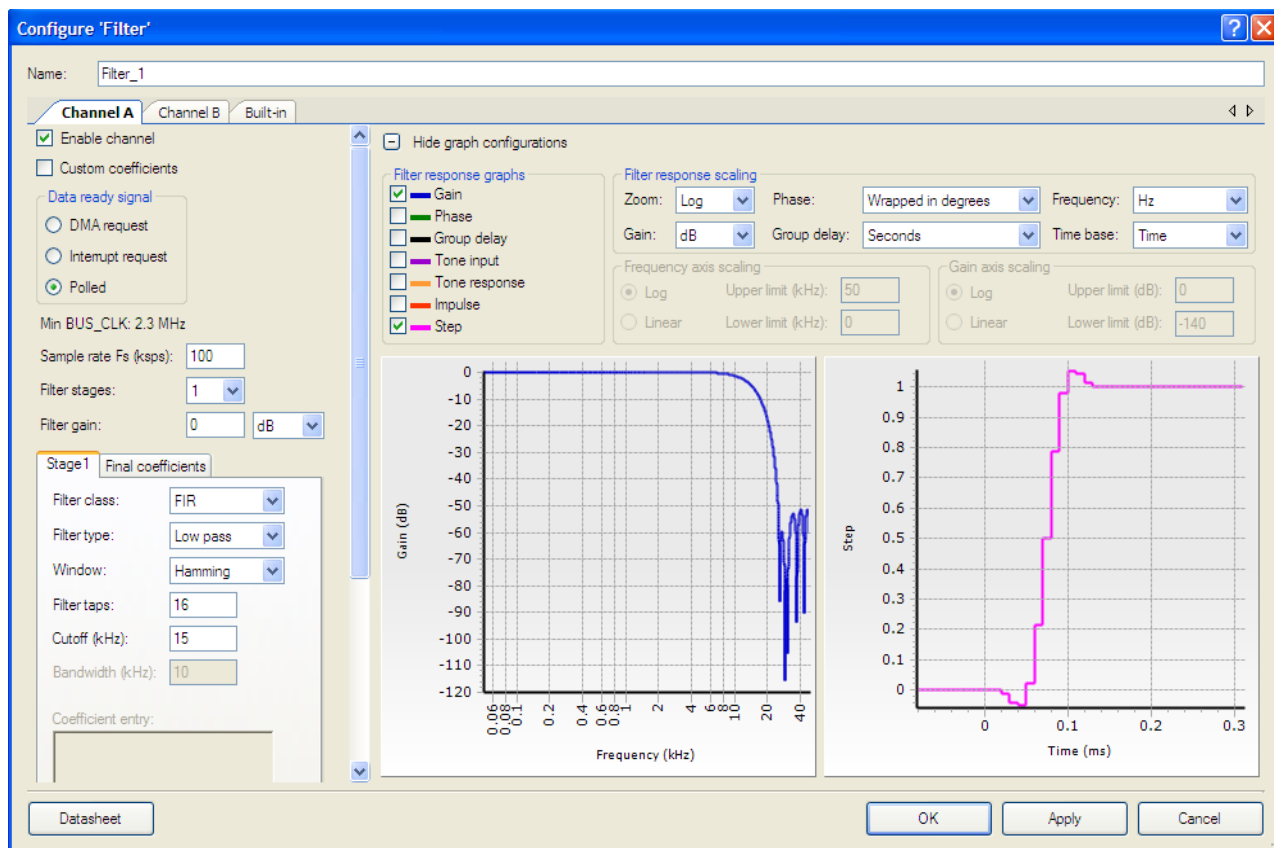 Configure 'Filter'
Name: Filter_1
Channel A Channel B Built-in
Enable channel
Custom coefficients
Data ready signal
DMA request
Interrupt request
Polled
Min BUS_CLK: 2.3 MHz
Sample rate Fs (ksps): 100
Filter stages: 1
Filter gain: 0 dB
Stage1 Final coefficients
Filter class: FIR
Filter type: Low pass
Window: Hamming
Filter taps: 16
Cutoff (kHz): 15
Bandwidth (kHz): 10
Coefficient entry:
Hide graph configurations
Filter response graphs
Gain
Phase
Group delay
Tone input
Tone response
Impulse
Step
Filter response scaling
Zoom: Log Phase: Wrapped in degrees Frequency: Hz
Gain: dB Group delay: Seconds Time base: Time
Frequency axis scaling
Log Upper limit (kHz): 50
Linear Lower limit (kHz): 0
Gain axis scaling
Log Upper limit (dB): 0
Linear Lower limit (dB): -140
Gain (dB)
0
-10
-20
-30
-40
-50
-60
-70
-80
-90
-100
-110
-120
0.06 0.08 0.1 0.2 0.4 0.6 0.8 1 2 4 6 8 10 20 40
Frequency (kHz)
Step
1
0.9
0.8
0.7
0.6
0.5
0.4
0.3
0.2
0.1
0
0 0.1 0.2 0.3
Time (ms)
Datasheet OK Apply Cancel